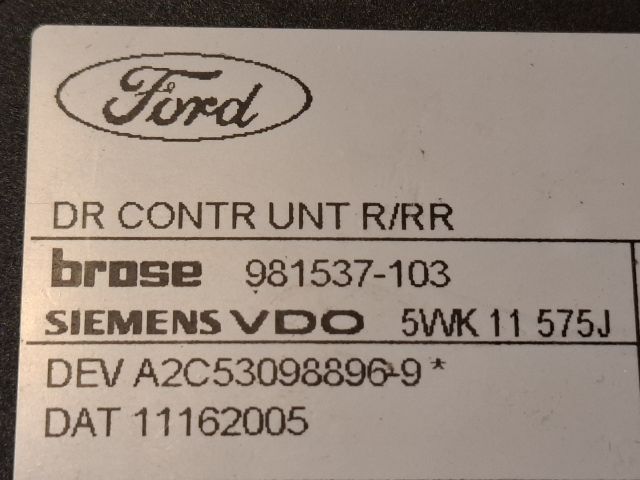 Ford
DR CONTR UNT R/RR
brose 981537-103
SIEMENS VDO 5WK 11 575J
DEV A2C53098896-9 *
DAT 11162005